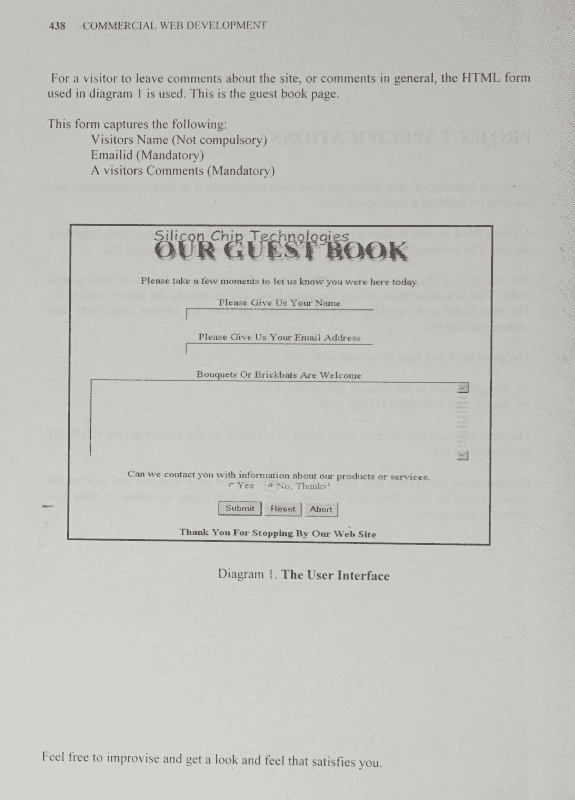 438 COMMERCIAL WEB DEVELOPMENT
For a visitor to leave comments about the site, or comments in general, the HTML form
used in diagram 1 is used. This is the guest book page.
This form captures the following:
Visitors Name (Not compulsory)
Emailid (Mandatory)
A visitors Comments (Mandatory)
Silicon Chip Technologies
OUR GUEST BOOK
Please take a few moments to let us know you were here today.
Please Give Us Your Name
Please Give Us Your Email Address
Bouquets Or Brickbats Are Welcome
Can we contact you with information about our products or services.
Yes No, Thanks!
Submit Reset Abort
Thank You For Stopping By Our Web Site
Diagram 1. The User Interface
Feel free to improvise and get a look and feel that satisfies you.